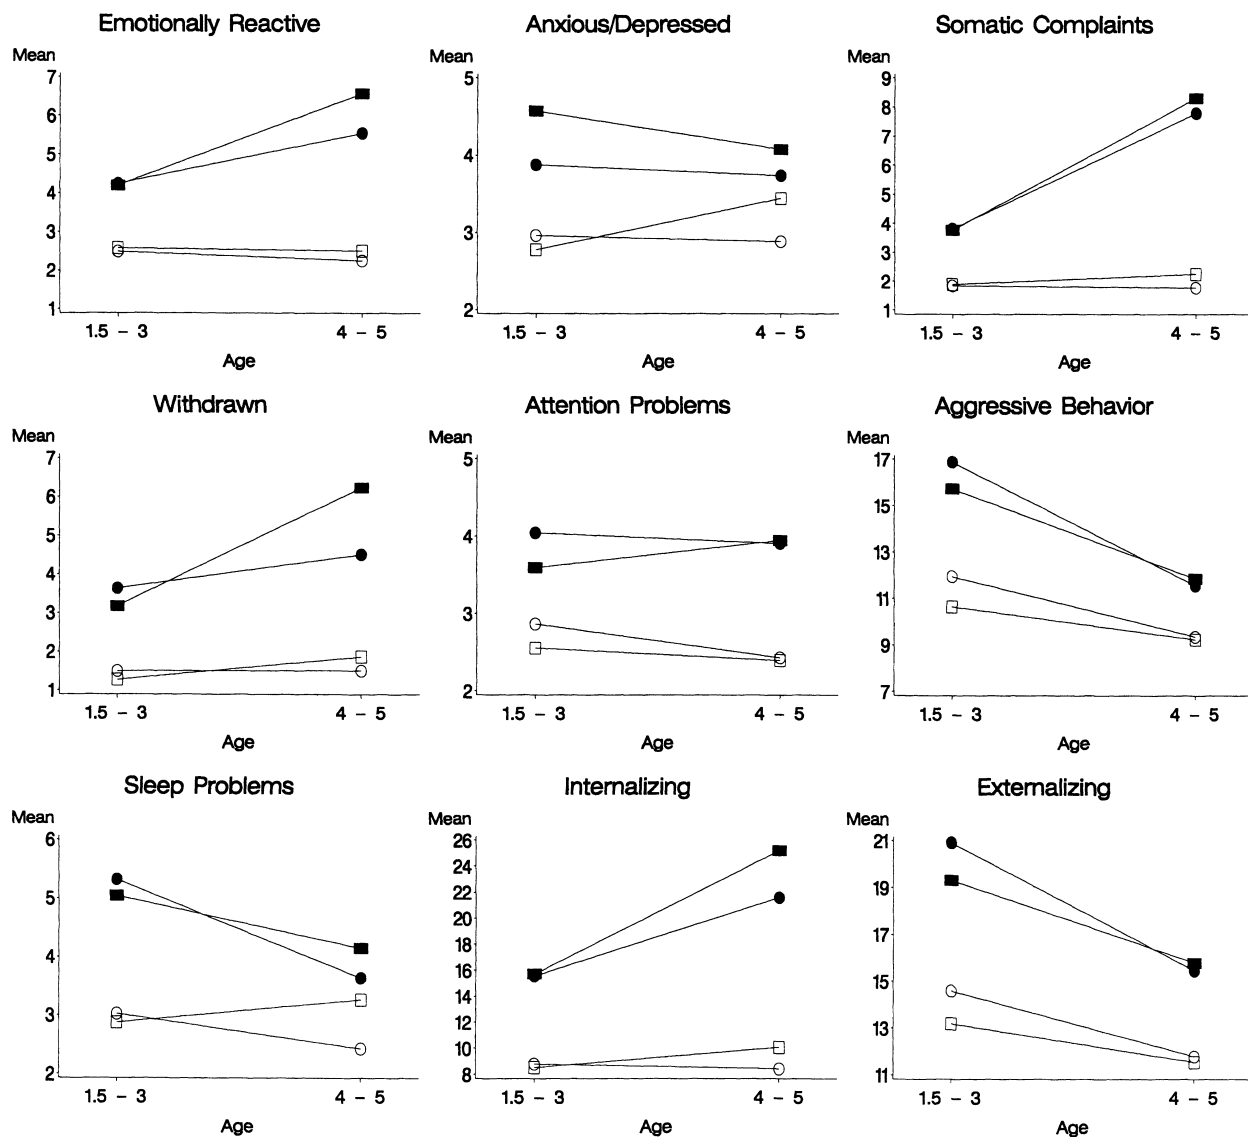 Emotionally Reactive
Mean
7
6
5
4
3
2
1
1.5 – 3
4 – 5
Age
Anxious/Depressed
Mean
5
4
3
2
1.5 – 3
4 – 5
Age
Somatic Complaints
Mean
9
8
7
6
5
4
3
2
1
1.5 – 3
4 – 5
Age
Withdrawn
Mean
7
6
5
4
3
2
1
1.5 – 3
4 – 5
Age
Attention Problems
Mean
5
4
3
2
1.5 – 3
4 – 5
Age
Aggressive Behavior
Mean
17
15
13
11
9
7
1.5 – 3
4 – 5
Age
Sleep Problems
Mean
6
5
4
3
2
1.5 – 3
4 – 5
Age
Internalizing
Mean
26
24
22
20
18
16
14
12
10
8
1.5 – 3
4 – 5
Age
Externalizing
Mean
21
19
17
15
13
11
1.5 – 3
4 – 5
Age